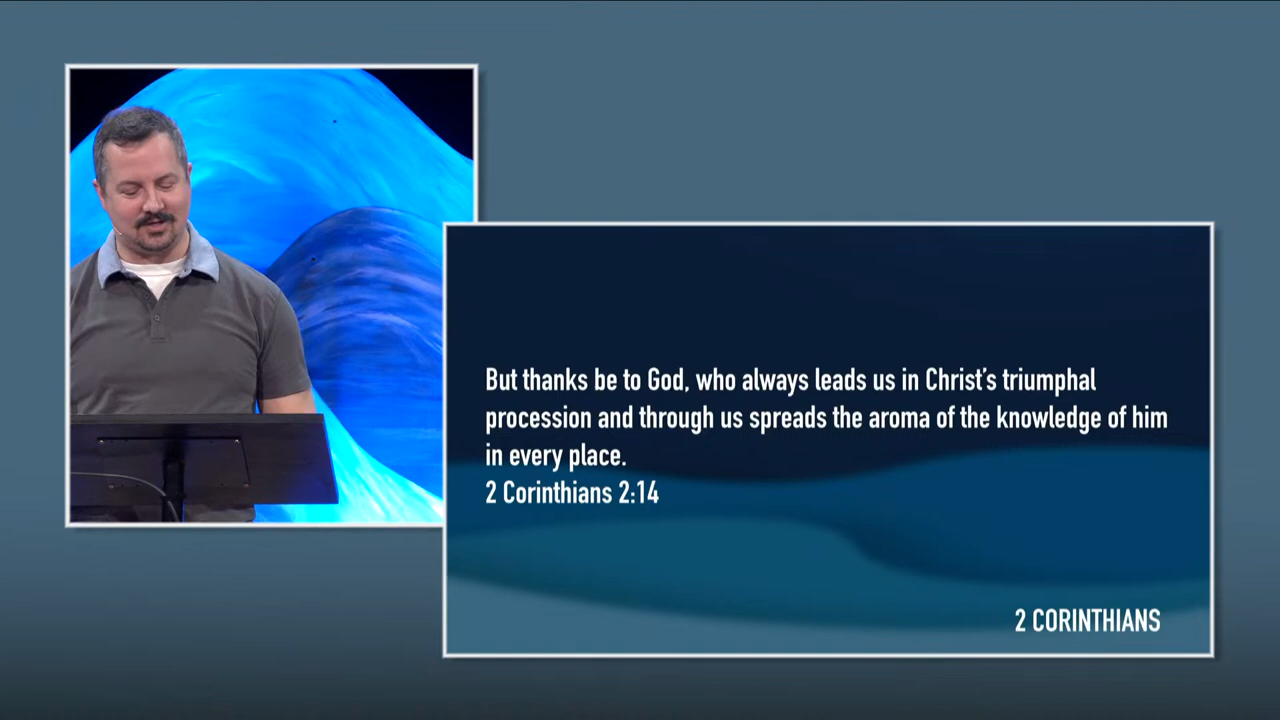 But thanks be to God, who always leads us in Christ's triumphal
procession and through us spreads the aroma of the knowledge of him
in every place.
2 Corinthians 2:14
2 CORINTHIANS